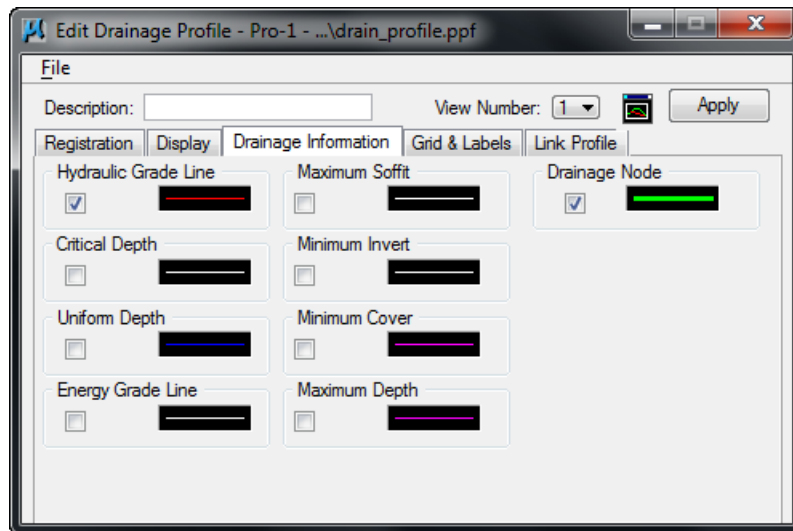 Edit Drainage Profile - Pro-1 - ...\drain_profile.ppf
File
Description: View Number: 1 Apply
Registration Display Drainage Information Grid & Labels Link Profile
Hydraulic Grade Line Maximum Soffit Drainage Node
Critical Depth Minimum Invert
Uniform Depth Minimum Cover
Energy Grade Line Maximum Depth